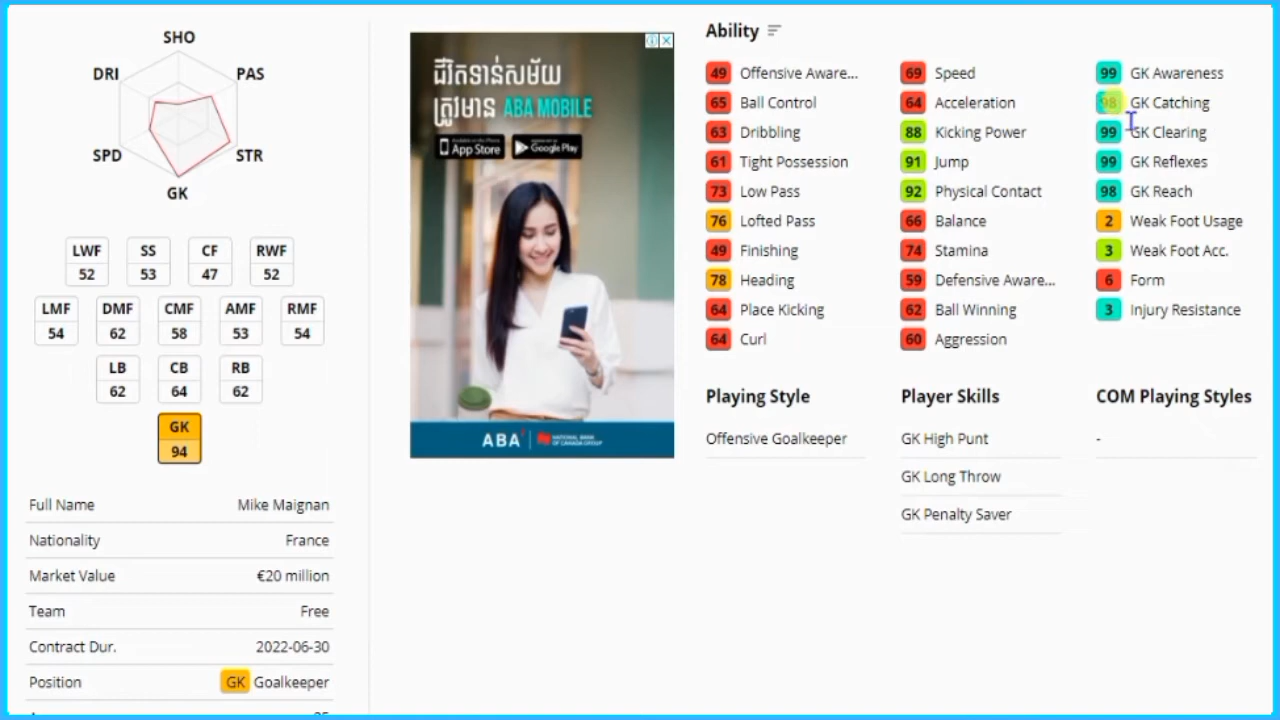 SHO
DRI
PAS
SPD
STR
GK
LWF
52
SS
53
CF
47
RWF
52
LMF
54
DMF
62
CMF
58
AMF
53
RMF
54
LB
62
CB
64
RB
62
GK
94
Full Name Mike Maignan
Nationality France
Market Value €20 million
Team Free
Contract Dur. 2022-06-30
Position GK Goalkeeper
ជីវិតទាន់សម័យ
ត្រូវមាន ABA MOBILE
App Store
Google Play
ABA
NATIONAL BANK
OF CANADA GROUP
Ability
49 Offensive Aware...
65 Ball Control
63 Dribbling
61 Tight Possession
73 Low Pass
76 Lofted Pass
49 Finishing
78 Heading
64 Place Kicking
64 Curl
69 Speed
64 Acceleration
88 Kicking Power
91 Jump
92 Physical Contact
66 Balance
74 Stamina
59 Defensive Aware...
62 Ball Winning
60 Aggression
99 GK Awareness
98 GK Catching
99 GK Clearing
99 GK Reflexes
98 GK Reach
2 Weak Foot Usage
3 Weak Foot Acc.
6 Form
3 Injury Resistance
Playing Style
Offensive Goalkeeper
Player Skills
GK High Punt
GK Long Throw
GK Penalty Saver
COM Playing Styles
-